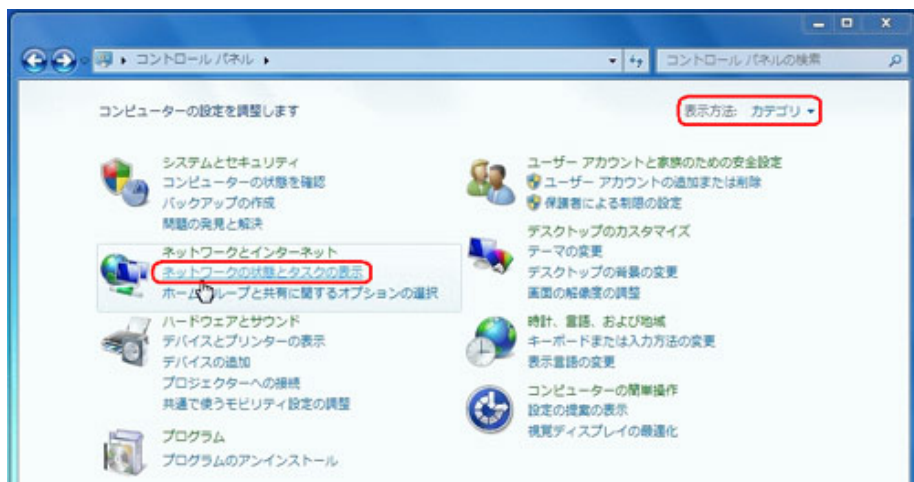 コントロール パネル
コントロール パネルの検索
コンピューターの設定を調整します
表示方法: カテゴリ
システムとセキュリティ
コンピューターの状態を確認
バックアップの作成
問題の発見と解決
ネットワークとインターネット
ネットワークの状態とタスクの表示
ホームグループと共有に関するオプションの選択
ハードウェアとサウンド
デバイスとプリンターの表示
デバイスの追加
プロジェクターへの接続
共通で使うモビリティ設定の調整
プログラム
プログラムのアンインストール
ユーザー アカウントと家族のための安全設定
ユーザー アカウントの追加または削除
保護者による制限の設定
デスクトップのカスタマイズ
テーマの変更
デスクトップの背景の変更
画面の解像度の調整
時計、言語、および地域
キーボードまたは入力方法の変更
表示言語の変更
コンピューターの簡単操作
設定の提案の表示
視覚ディスプレイの最適化